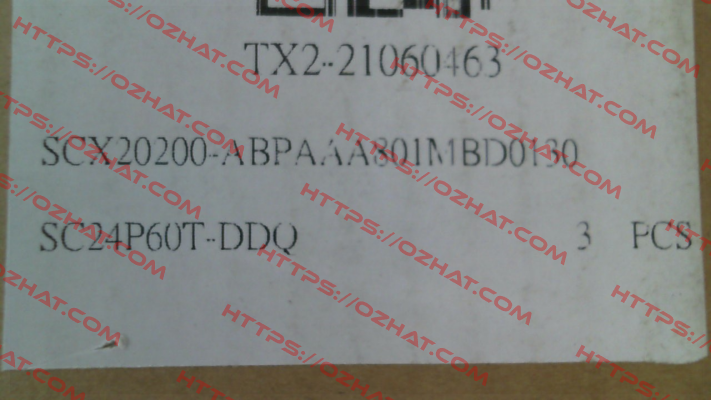 TX2-21060463
SCX20200-ABPAAA801MBD0130
SC24P60T-DDQ 3 PCS
HTTPS://OZHAT.COM